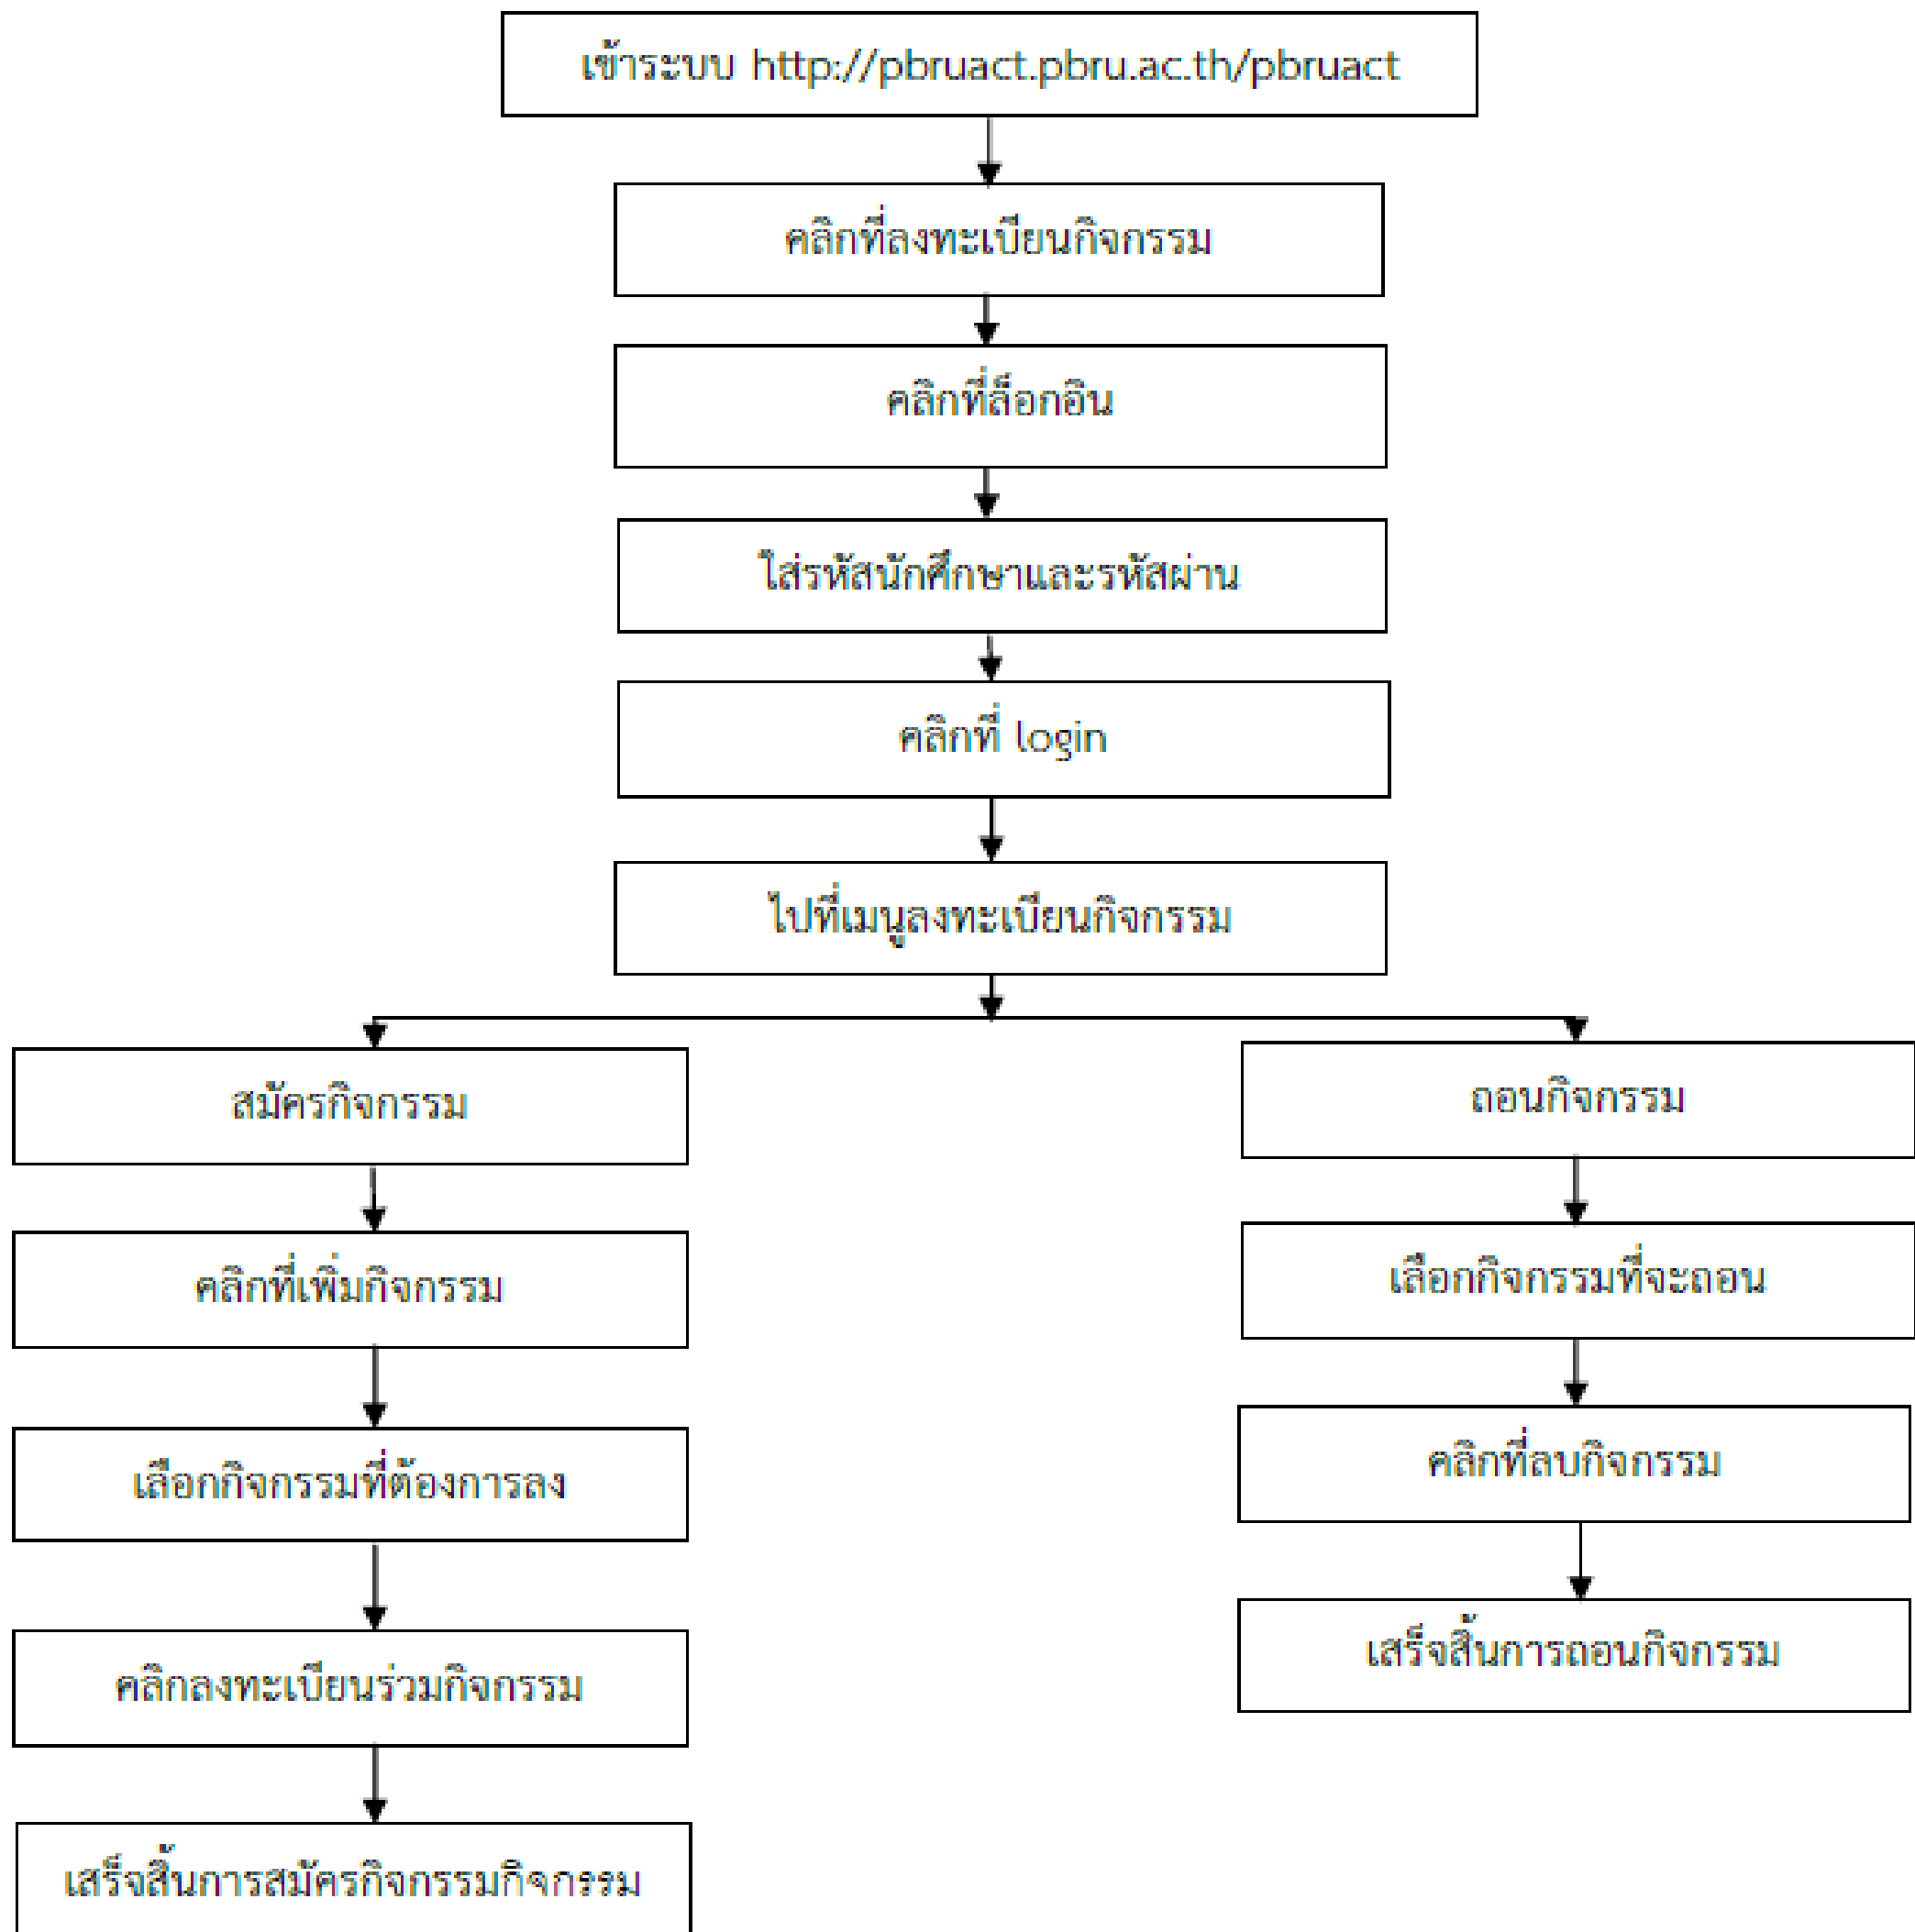 เข้าระบบ http://pbruact.pbru.ac.th/pbruact
คลิกที่ลงทะเบียนกิจกรรม
คลิกที่ล็อกอิน
ใส่รหัสนักศึกษาและรหัสผ่าน
คลิกที่ login
ไปที่เมนูลงทะเบียนกิจกรรม
สมัครกิจกรรม
คลิกที่เพิ่มกิจกรรม
เลือกกิจกรรมที่ต้องการลง
คลิกลงทะเบียนร่วมกิจกรรม
เสร็จสิ้นการสมัครกิจกรรมกิจกรรม
ถอนกิจกรรม
เลือกกิจกรรมที่จะถอน
คลิกที่ลบกิจกรรม
เสร็จสิ้นการถอนกิจกรรม